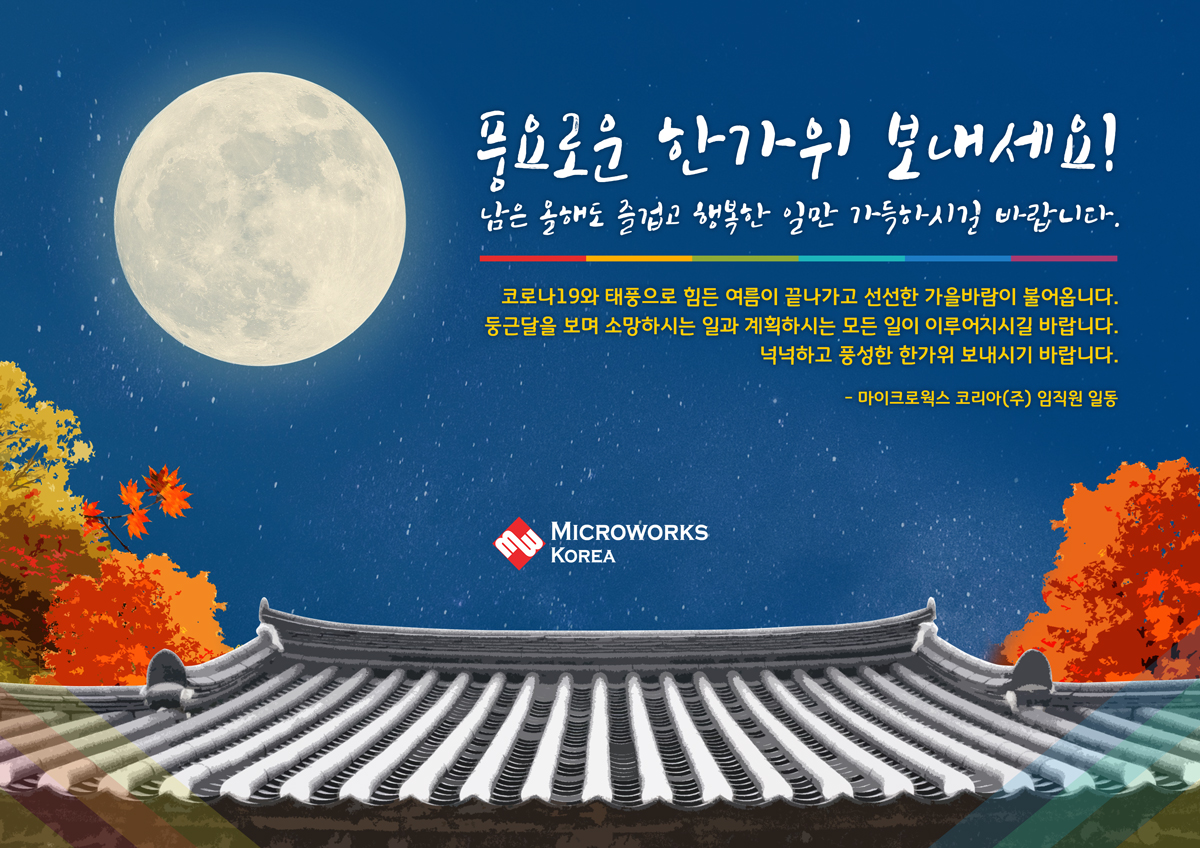 풍요로운 한가위 보내세요!
남은 올해도 즐겁고 행복한 일만 가득하시길 바랍니다.
코로나19와 태풍으로 힘든 여름이 끝나가고 선선한 가을바람이 불어옵니다.
둥근달을 보며 소망하시는 일과 계획하시는 모든 일이 이루어지시길 바랍니다.
넉넉하고 풍성한 한가위 보내시기 바랍니다.
- 마이크로웍스 코리아(주) 임직원 일동
MICROWORKS
KOREA